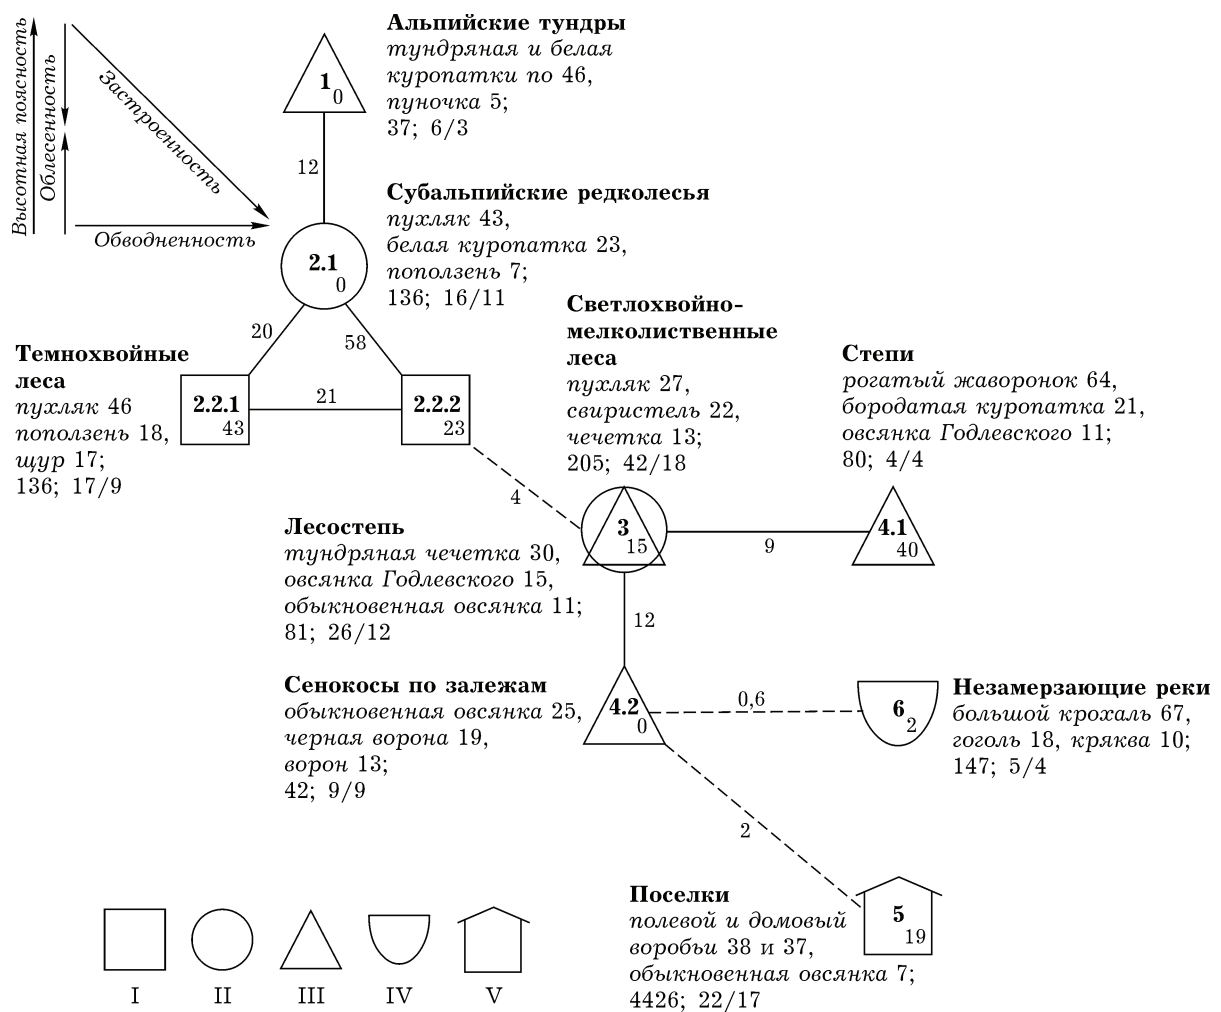 Высотная поясность
Облесенность
Застроенность
Обводненность
Альпийские тундры
тундряная и белая
куропатки по 46,
пуночка 5;
37; 6/3
1
0
12
Субальпийские редколесья
пухляк 43,
белая куропатка 23,
поползень 7;
136; 16/11
2.1
0
20
58
Темнохвойные
леса
пухляк 46
поползень 18,
щур 17;
136; 17/9
2.2.1
43
21
2.2.2
23
Светлохвойно-
мелколиственные
леса
пухляк 27,
свиристель 22,
чечетка 13;
205; 42/18
Степи
рогатый жаворонок 64,
бородатая куропатка 21,
овсянка Годлевского 11;
80; 4/4
4
Лесостепь
тундряная чечетка 30,
овсянка Годлевского 15,
обыкновенная овсянка 11;
81; 26/12
3
15
9
4.1
40
12
Сенокосы по залежам
обыкновенная овсянка 25,
черная ворона 19,
ворон 13;
42; 9/9
4.2
0
0,6
6
2
Незамерзающие реки
большой крохаль 67,
гоголь 18, кряква 10;
147; 5/4
2
Поселки
полевой и домовый
воробьи 38 и 37,
обыкновенная овсянка 7;
4426; 22/17
5
19
I II III IV V